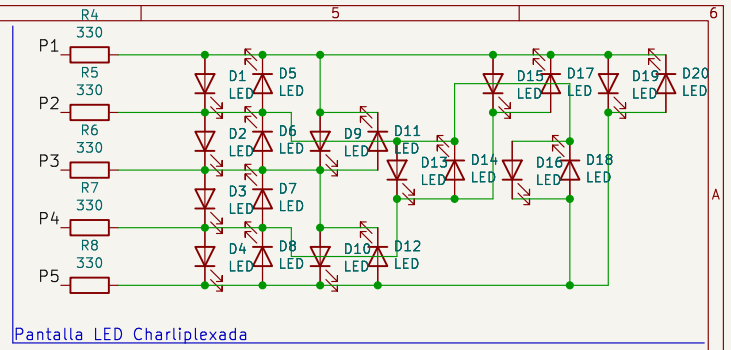 5
6
R4
330
P1
R5
330
P2
R6
330
P3
R7
330
P4
R8
330
P5
D1
LED
D5
LED
D15
LED
D17
LED
D19
LED
D20
LED
D2
LED
D6
LED
D9
LED
D11
LED
D13
LED
D14
LED
D16
LED
D18
LED
D3
LED
D7
LED
A
D4
LED
D8
LED
D10
LED
D12
LED
Pantalla LED Charliplexada